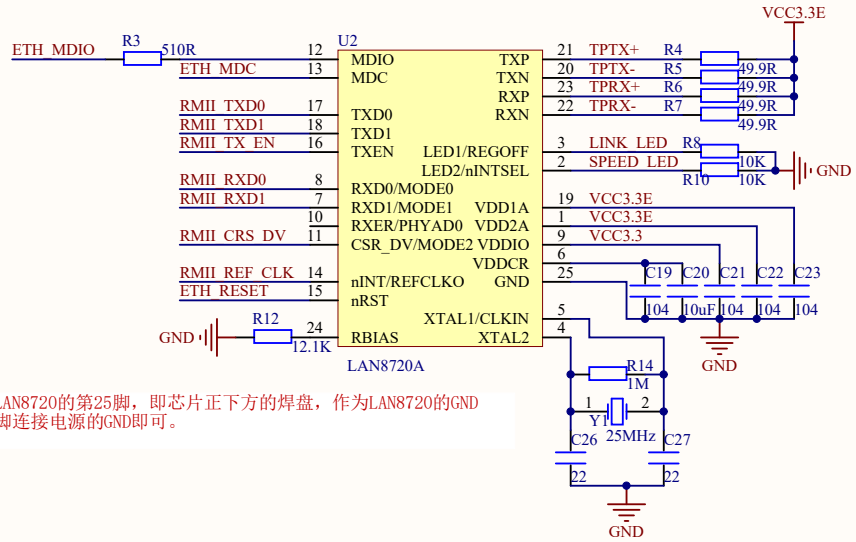 VCC3.3E
ETH_MDIO R3 510R 12 U2 MDIO TXP 21 TPTX+ R4
ETH_MDC 13 MDC TXN 20 TPTX- R5 49.9R
RXP 23 TPRX+ R6 49.9R
RMII_TXD0 17 TXD0 RXN 22 TPRX- R7 49.9R
49.9R
RMII_TXD1 18 TXD1
RMII_TX_EN 16 TXEN LED1/REGOFF 3 LINK_LED R8
LED2/nINTSEL 2 SPEED_LED R10 10K GND
10K
RMII_RXD0 8 RXD0/MODE0
RMII_RXD1 7 RXD1/MODE1 VDD1A 19 VCC3.3E
10 RXER/PHYAD0 VDD2A 1 VCC3.3E
RMII_CRS_DV 11 CSR_DV/MODE2 VDDIO 9 VCC3.3
VDDCR 6
RMII_REF_CLK 14 nINT/REFCLKO GND 25 C19 C20 C21 C22 C23
ETH_RESET 15 nRST
104 10uF 104 104 104
XTAL1/CLKIN 5
GND R12 12.1K 24 RBIAS XTAL2 4
GND
LAN8720A
R14
1M
LAN8720的第25脚，即芯片正下方的焊盘，作为LAN8720的GND
脚连接电源的GND即可。
1 2
Y1 25MHz
C26 C27
22 22
GND